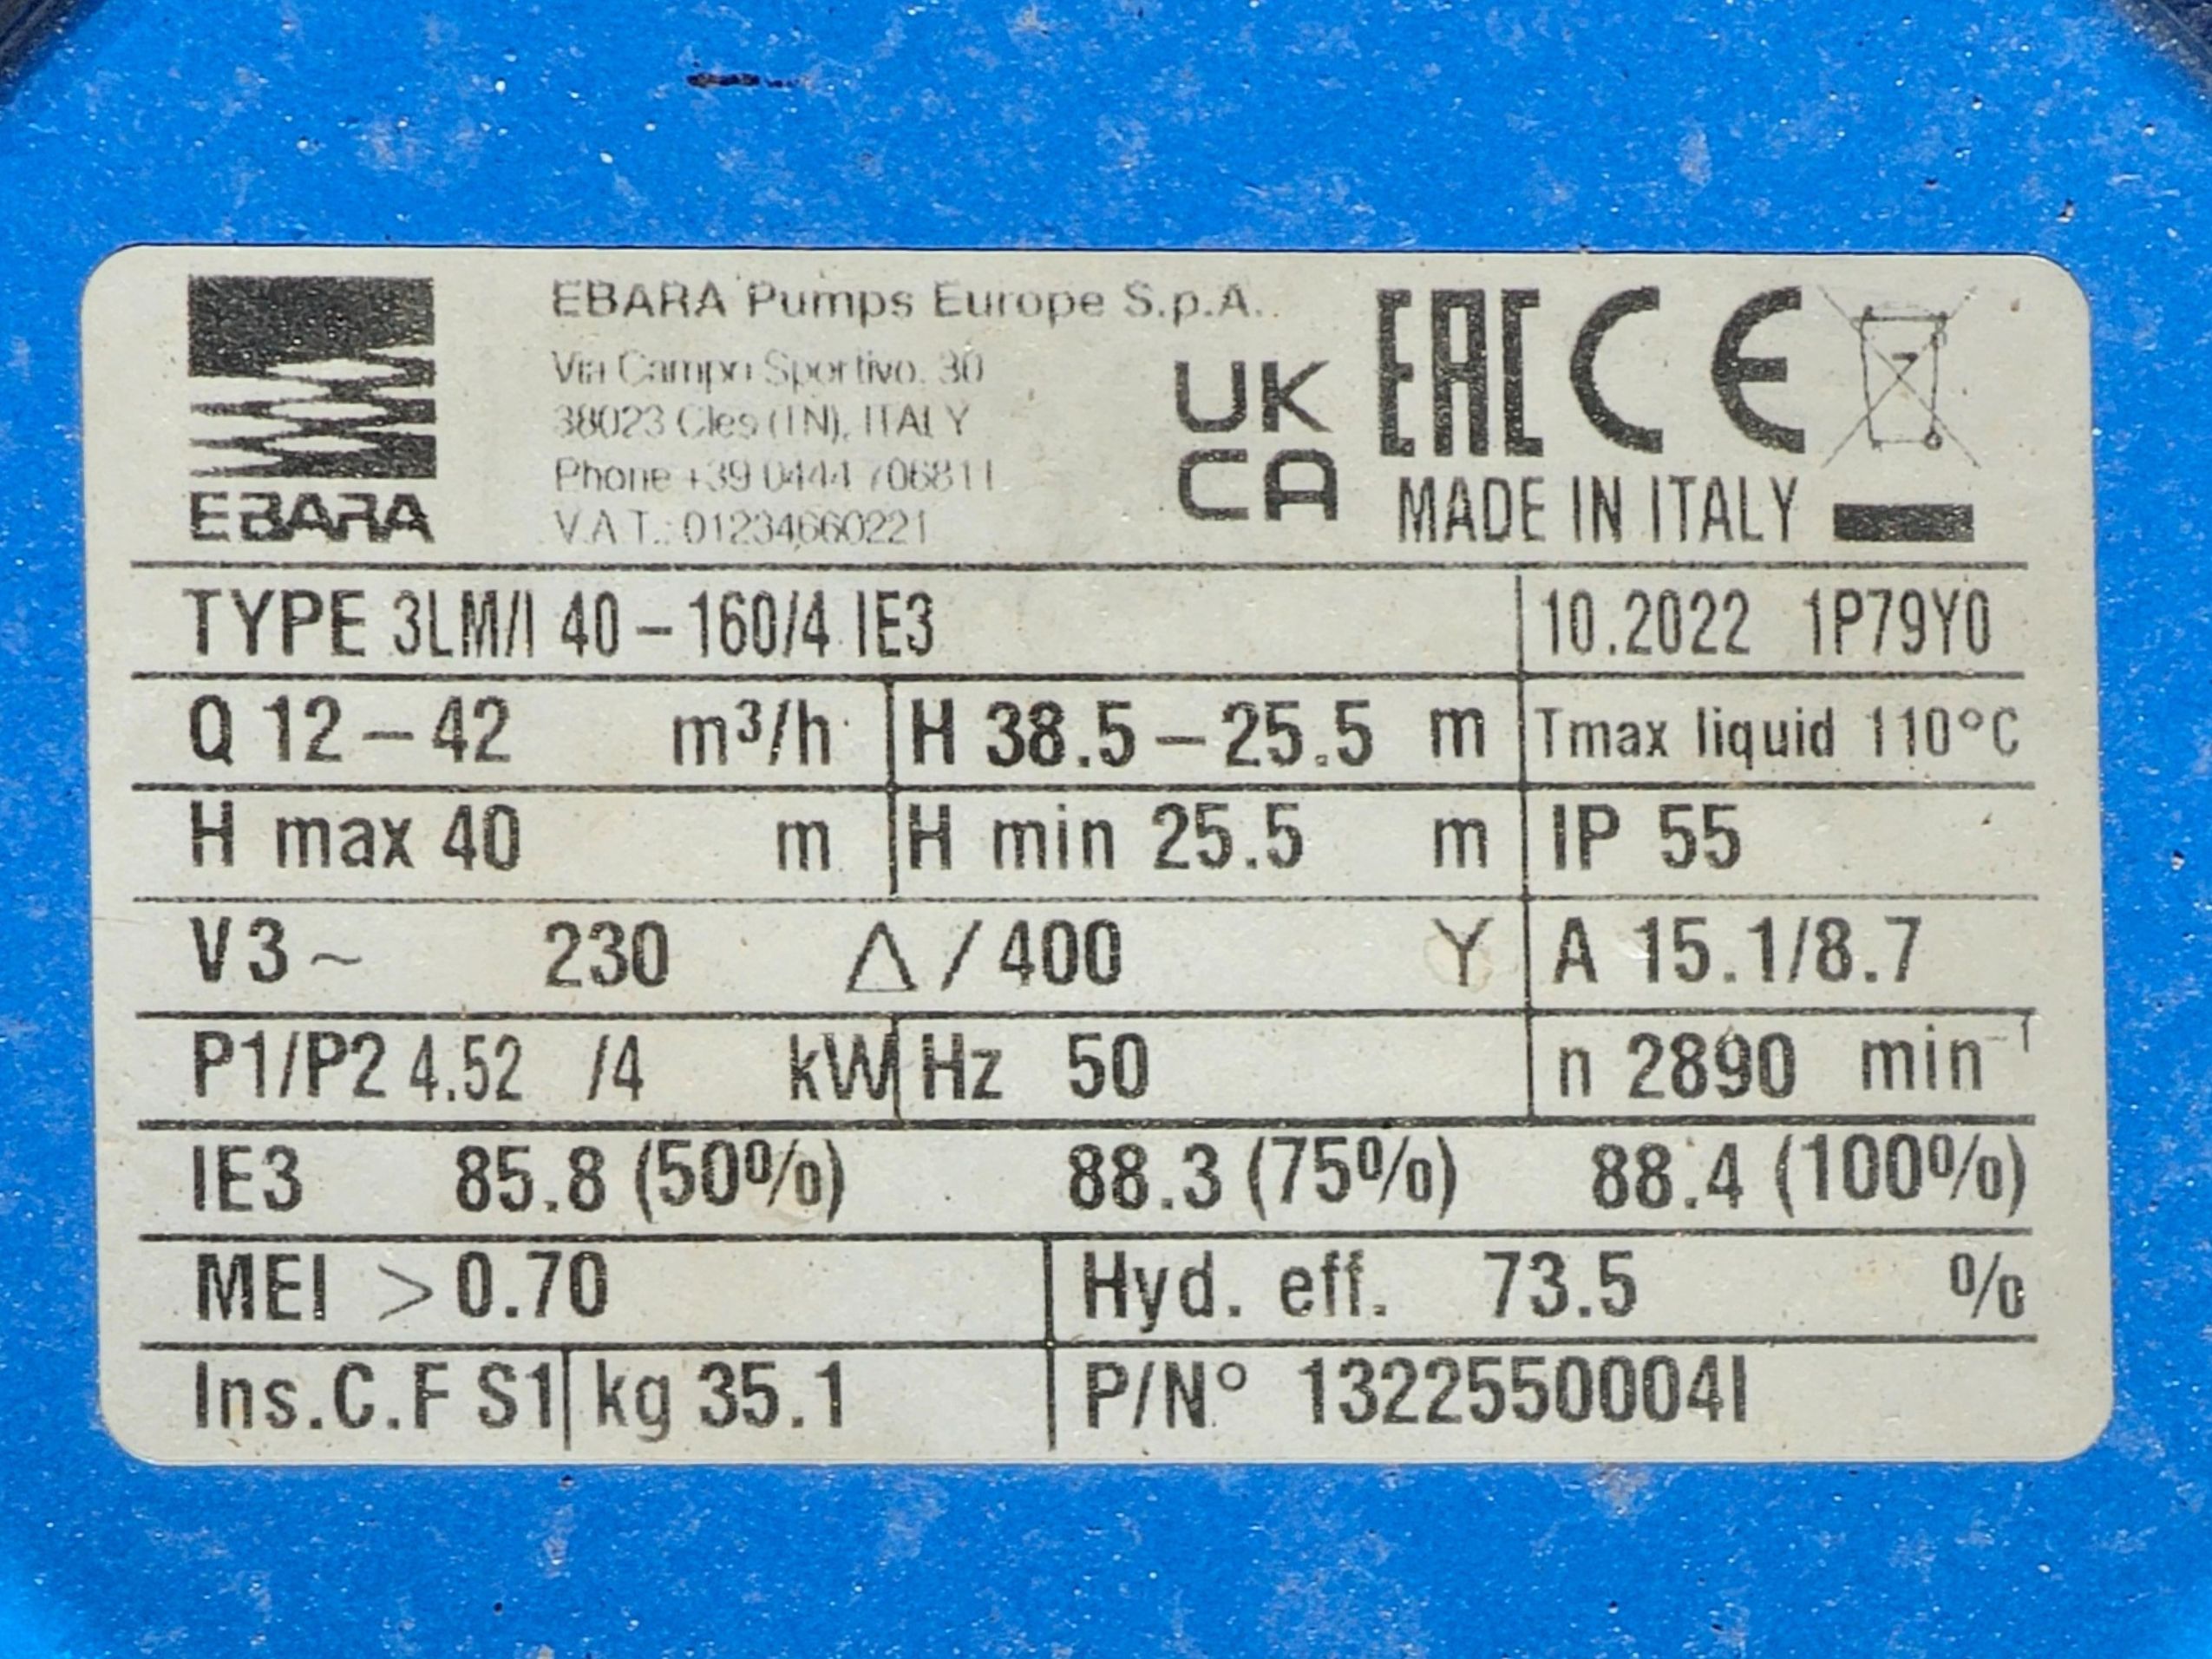 EBARA
EBARA Pumps Europe S.p.A.
Via Campo Sportivo, 30
38023 Cles (TN), ITALY
Phone +39 0444 706811
V.A.T.: 01234660221
UK
CA
EAC CE
MADE IN ITALY
TYPE 3LM/I 40-160/4 IE3 10.2022 1P79Y0
Q 12-42 m³/h H 38.5-25.5 m Tmax liquid 110°C
H max 40 m H min 25.5 m IP 55
V3~ 230 Δ/400 Y A 15.1/8.7
P1/P2 4.52 /4 kW Hz 50 n 2890 min⁻¹
IE3 85.8 (50%) 88.3 (75%) 88.4 (100%)
MEI > 0.70 Hyd. eff. 73.5 %
Ins.C.F S1 kg 35.1 P/N° 1322550004I